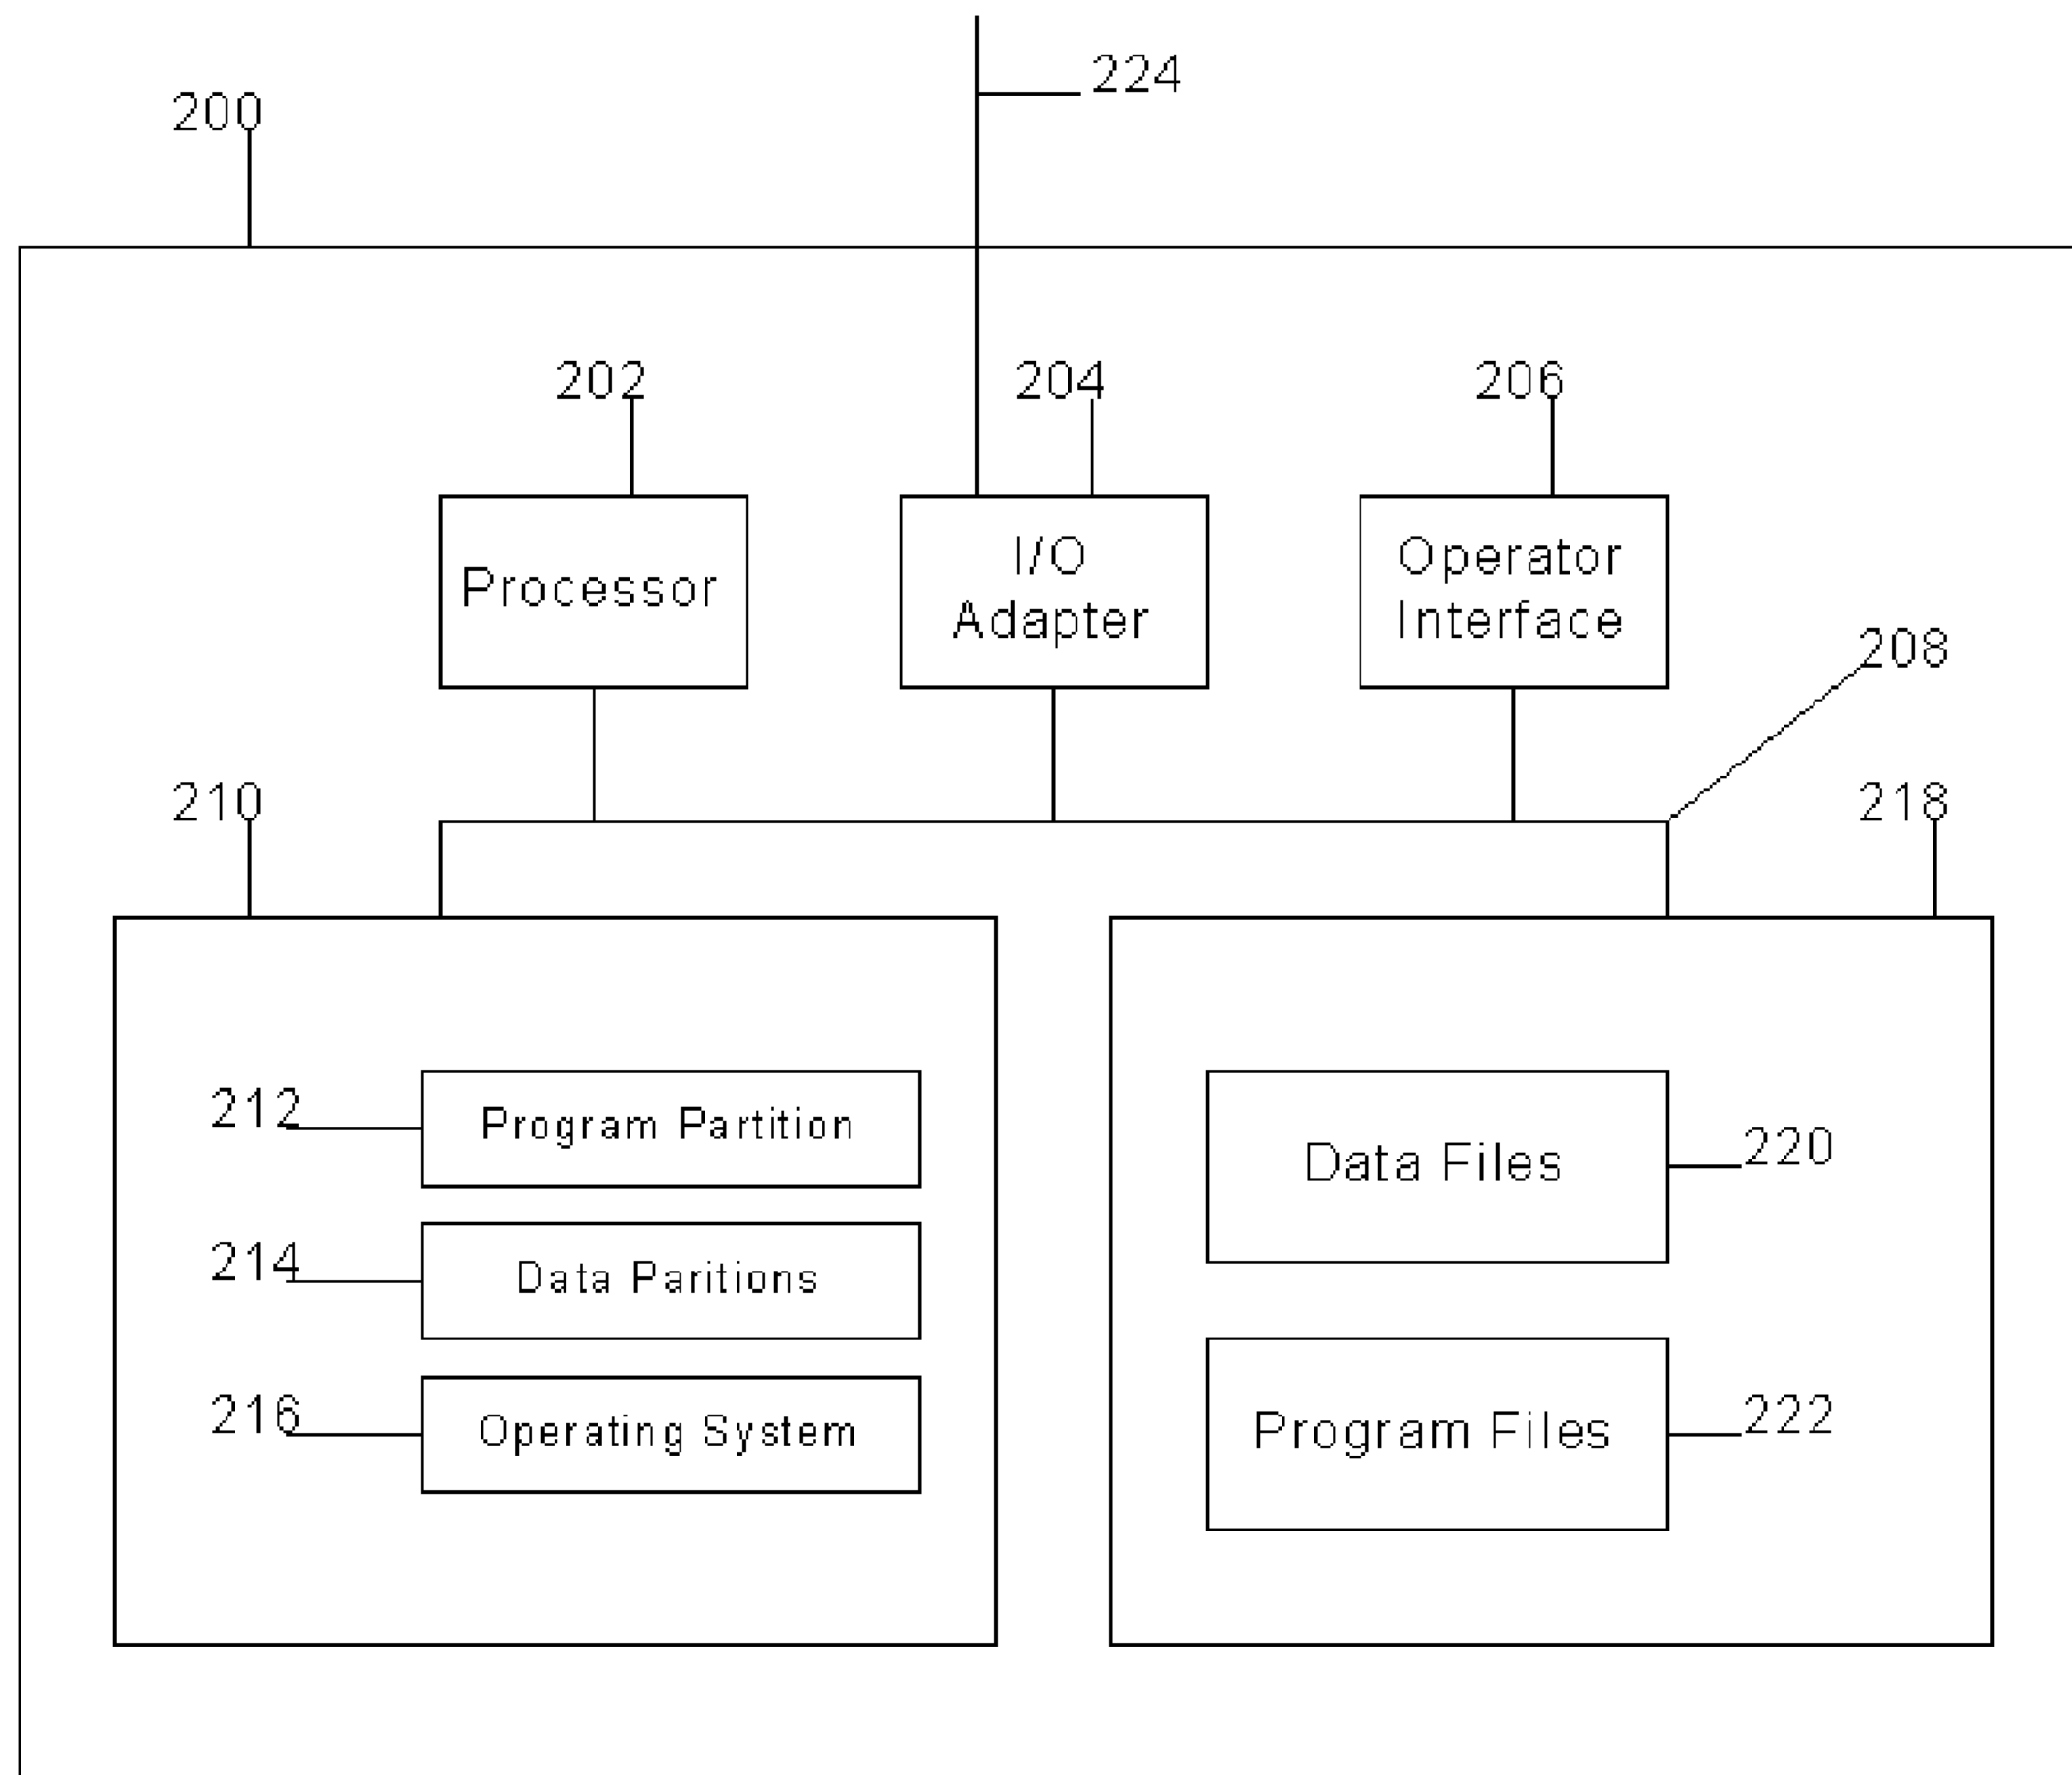 224
200
202
204
206
Processor
I/O
Adapter
Operator
Interface
208
210
218
212
Program Partition
Data Files
220
214
Data Paritions
216
Operating System
Program Files
222